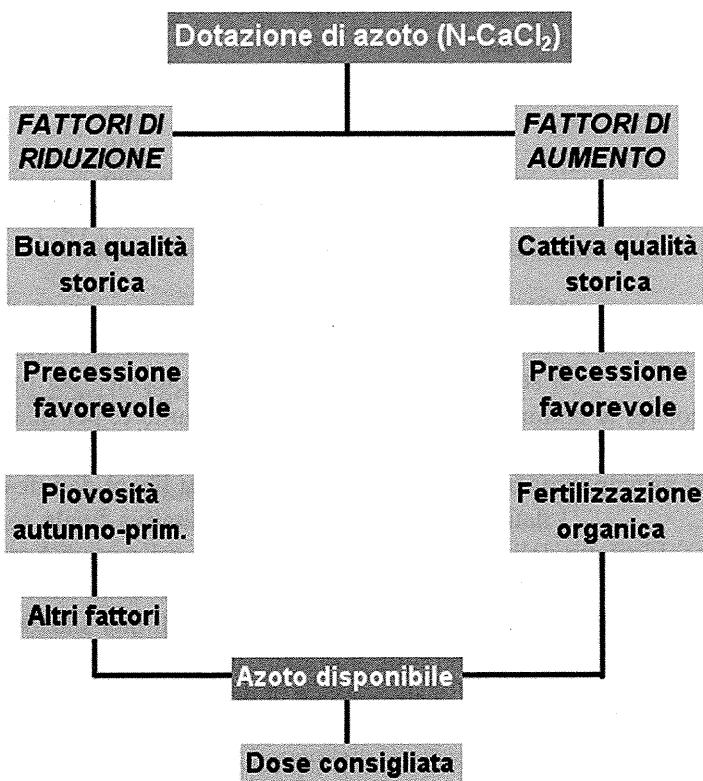 Dotazione di azoto (N-CaCl₂)
FATTORI DI
RIDUZIONE
Buona qualità
storica
Precessione
favorevole
Piovosità
autunno-prim.
Altri fattori
FATTORI DI
AUMENTO
Cattiva qualità
storica
Precessione
favorevole
Fertilizzazione
organica
Azoto disponibile
Dose consigliata